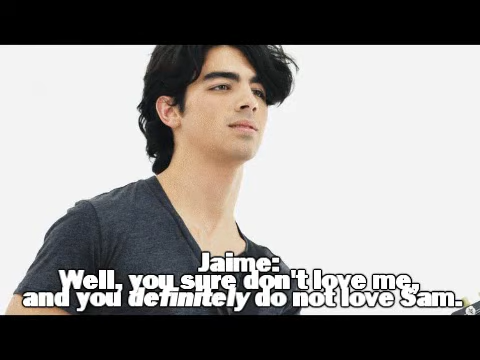 Jaime:
Well, you sure don't love me,
and you definitely do not love Sam.